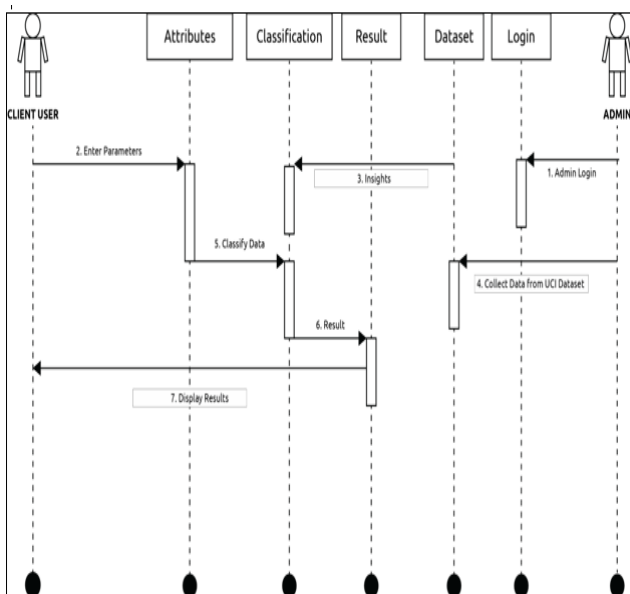 Attributes
Classification
Result
Dataset
Login
CLIENT USER
ADMIN
2. Enter Parameters
3. Insights
1. Admin Login
5. Classify Data
4. Collect Data from UCI Dataset
6. Result
7. Display Results